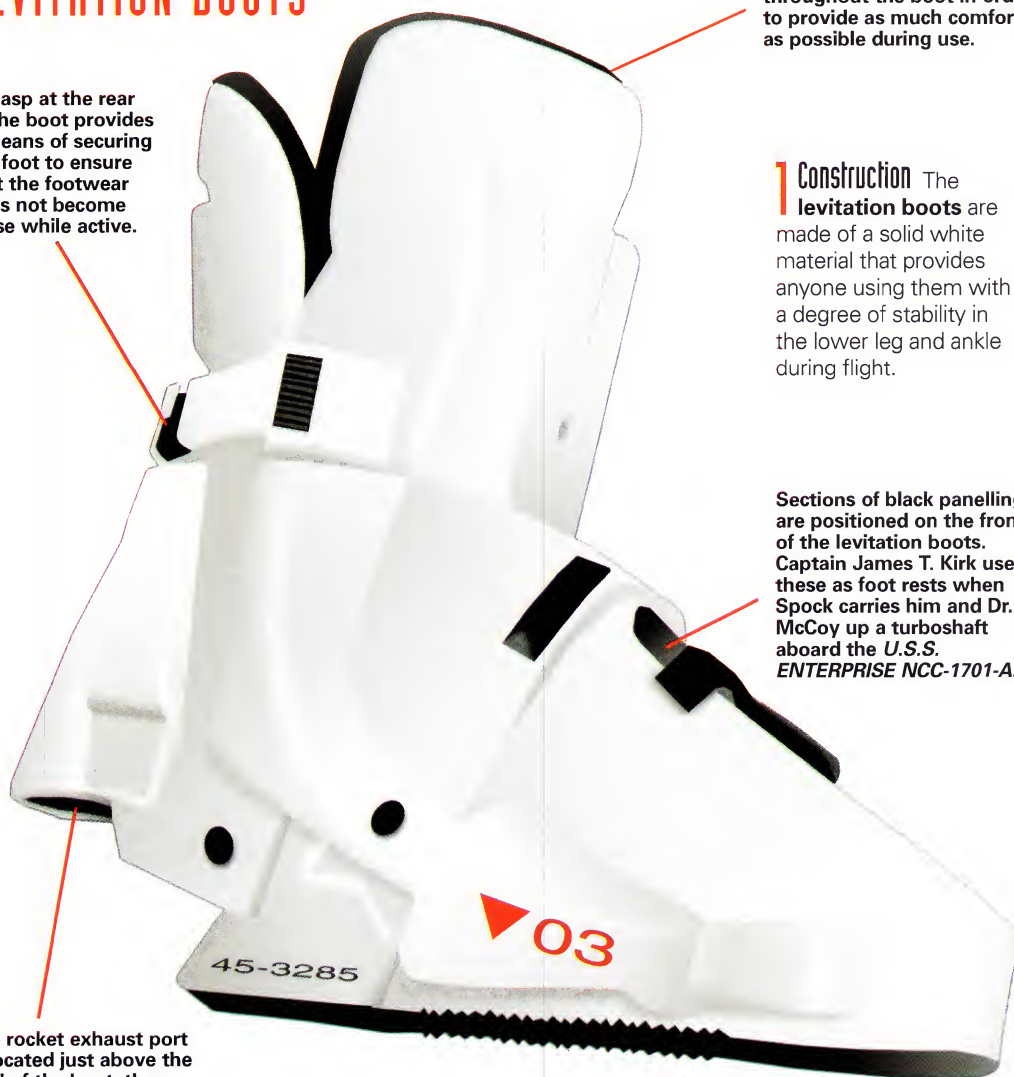 LEVITATION BOOTS
throughout the boot in
to provide as much
as possible during use.
asp at the rear
he boot provides
eans of securing
foot to ensure
t the footwear
s not become
se while active.
1 Construction The
levitation boots are
made of a solid white
material that provides
anyone using them with
a degree of stability in
the lower leg and ankle
during flight.
Sections of black panelling
are positioned on the
of the levitation boots.
Captain James T. Kirk
these as foot rests when
Spock carries him and Dr.
McCoy up a turboshaft
aboard the U.S.S.
ENTERPRISE NCC-1701-A.
03
45-3285
rocket exhaust port
ocated just above the